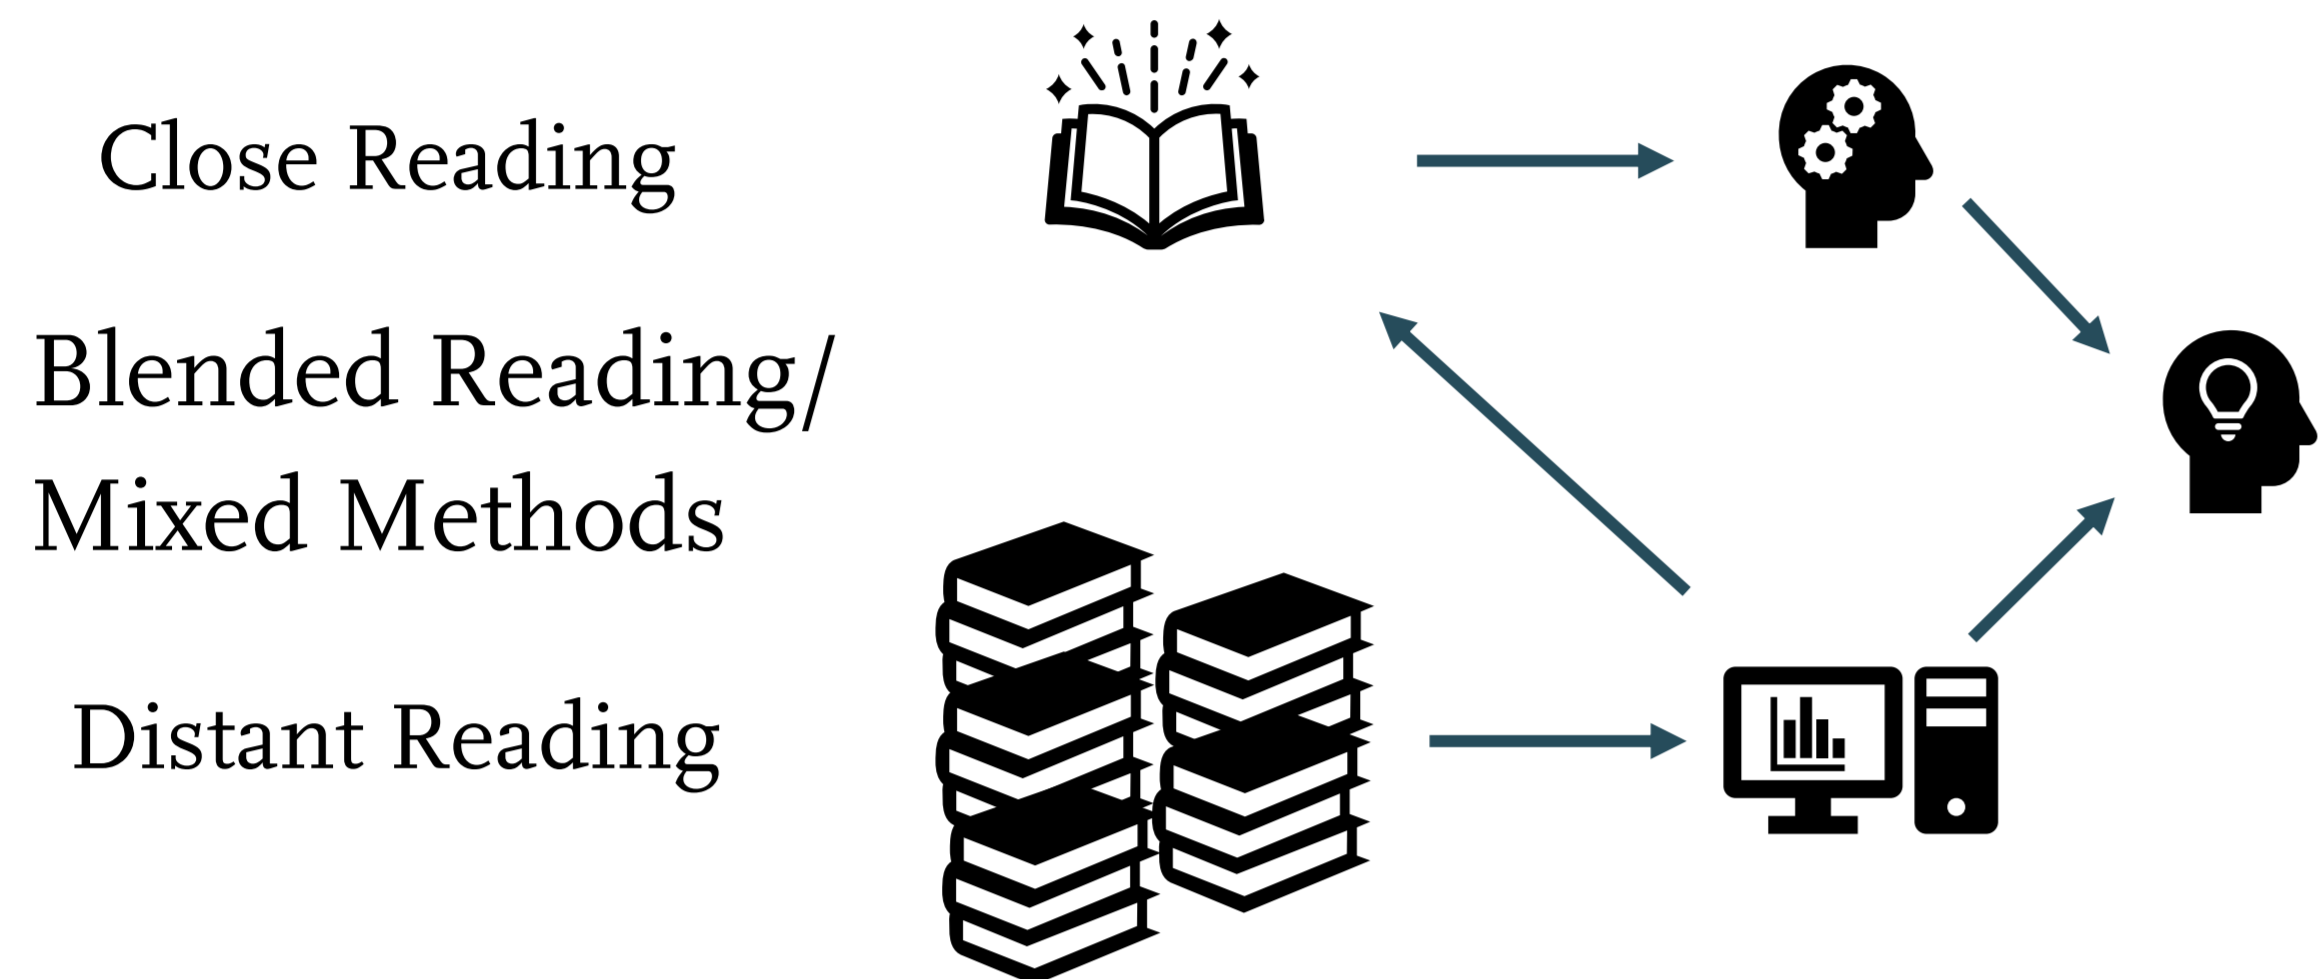 Close Reading
Blended Reading/
Mixed Methods
Distant Reading